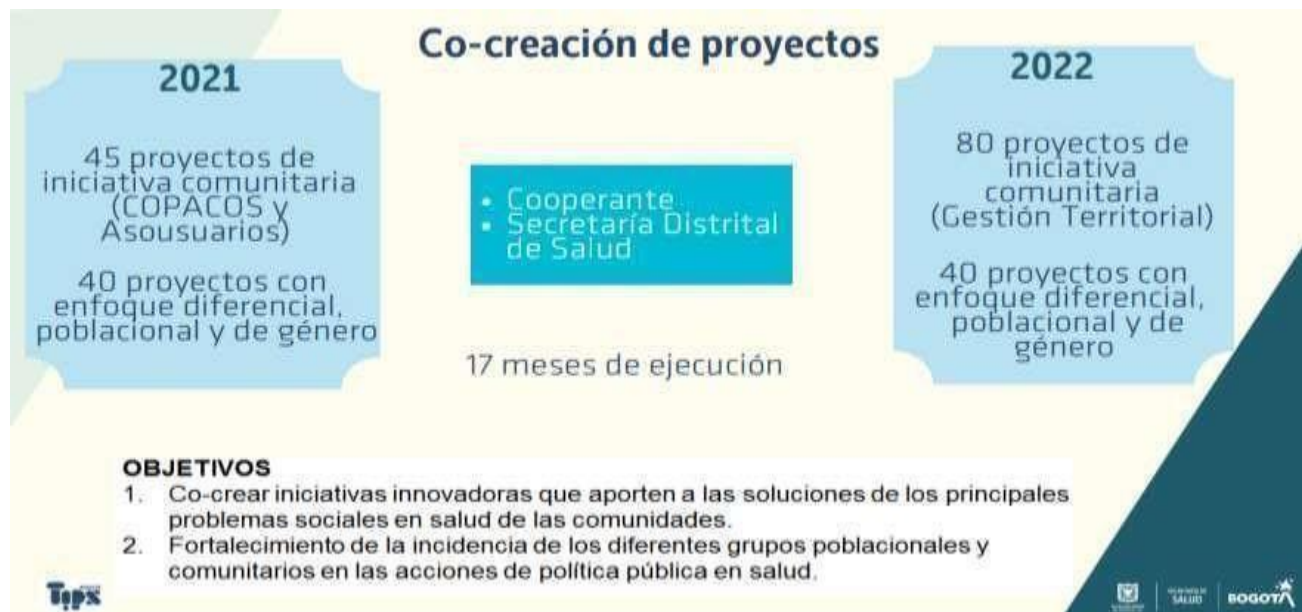 Co-creación de proyectos
2021
45 proyectos de
iniciativa comunitaria
(COPACOS y
Asousuarios)
40 proyectos con
enfoque diferencial,
poblacional y de género
• Cooperante
• Secretaría Distrital
de Salud
17 meses de ejecución
2022
80 proyectos de
iniciativa
comunitaria
(Gestión Territorial)
40 proyectos con
enfoque diferencial,
poblacional y de
género
OBJETIVOS
1. Co-crear iniciativas innovadoras que aporten a las soluciones de los principales
problemas sociales en salud de las comunidades.
2. Fortalecimiento de la incidencia de los diferentes grupos poblacionales y
comunitarios en las acciones de política pública en salud.
Tips
SALUD
BOGOTÁ